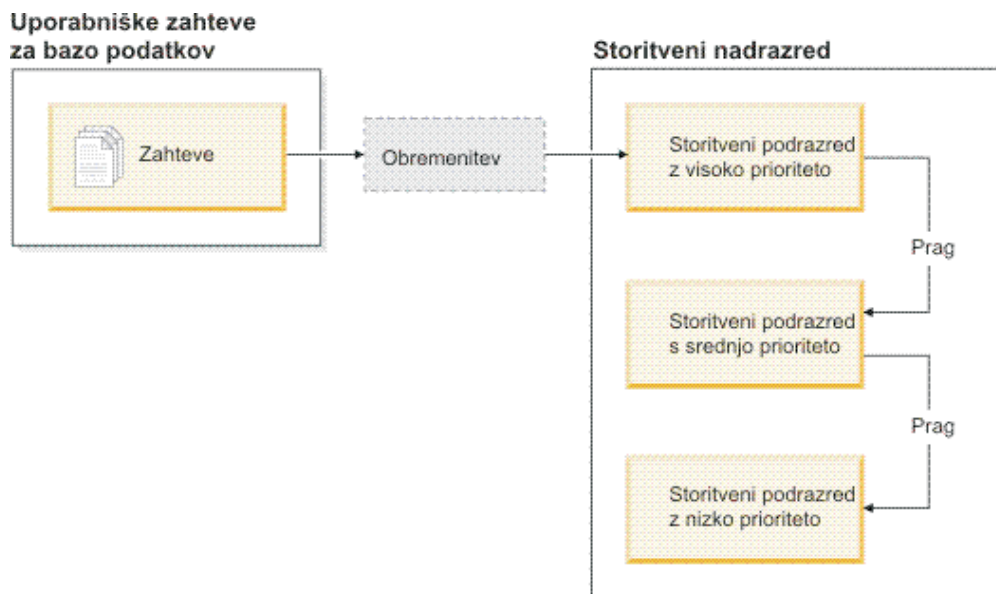 Uporabniške zahteve
za bazo podatkov
Zahteve
Obremenitev
Storitveni nadrazred
Storitveni podrazred
z visoko prioriteto
Prag
Storitveni podrazred
s srednjo prioriteto
Prag
Storitveni podrazred
z nizko prioriteto